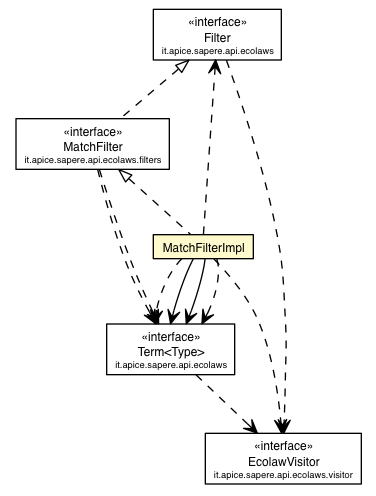 «interface»
Filter
it.apice.sapere.api.ecolaws
«interface»
MatchFilter
it.apice.sapere.api.ecolaws.filters
MatchFilterImpl
«interface»
Term<Type>
it.apice.sapere.api.ecolaws
«interface»
EcolawVisitor
it.apice.sapere.api.ecolaws.visitor